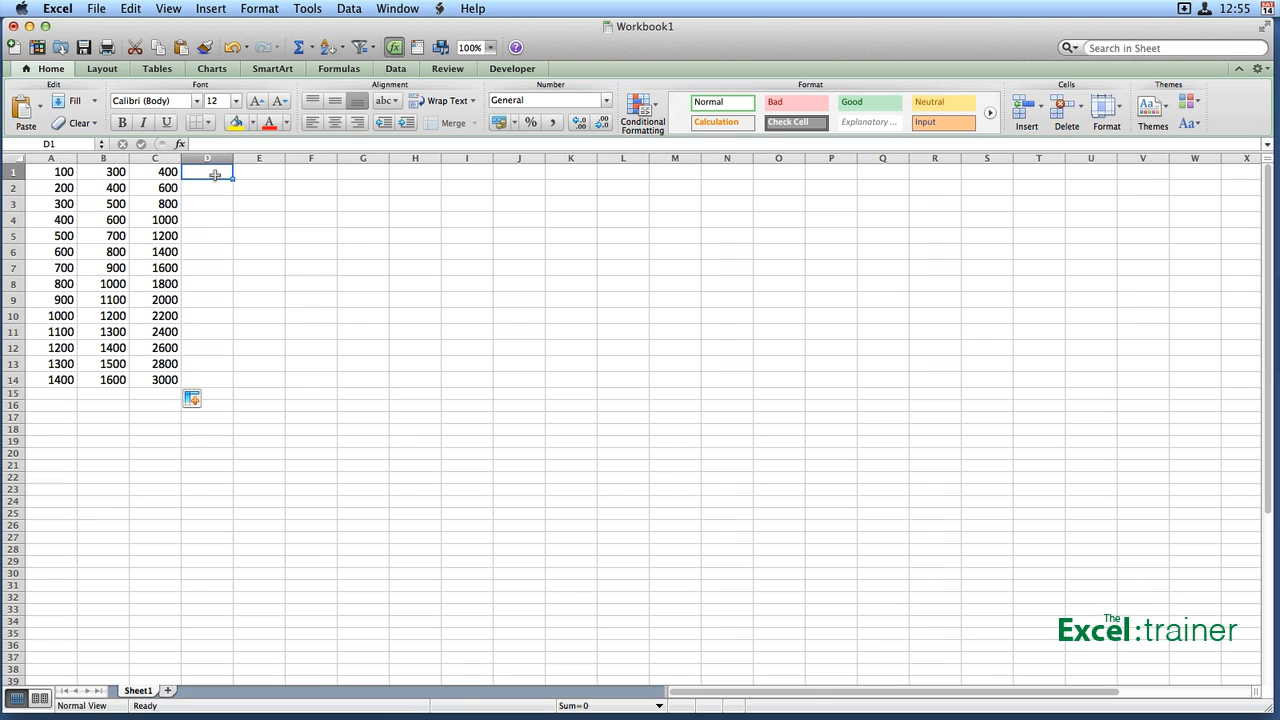 Excel File Edit View Insert Format Tools Data Window Help 12:55 SAT 14
Workbook1
100% Search in Sheet
Home Layout Tables Charts SmartArt Formulas Data Review Developer
Edit Font Alignment Number Format Cells Themes
Fill Calibri (Body) 12 A A abc Wrap Text General Normal Bad Good Neutral
Paste Clear B I U A Merge % , Conditional Formatting Calculation Check Cell Explanatory ... Input Insert Delete Format Themes Aa
D1 fx
A B C D E F G H I J K L M N O P Q R S T U V W X
1 100 300 400
2 200 400 600
3 300 500 800
4 400 600 1000
5 500 700 1200
6 600 800 1400
7 700 900 1600
8 800 1000 1800
9 900 1100 2000
10 1000 1200 2200
11 1100 1300 2400
12 1200 1400 2600
13 1300 1500 2800
14 1400 1600 3000
15
16
17
18
19
20
21
22
23
24
25
26
27
28
29
30
31
32
33
34
35
36
37
38
39
The
Excel:trainer
Sheet1 +
Normal View Ready Sum=0